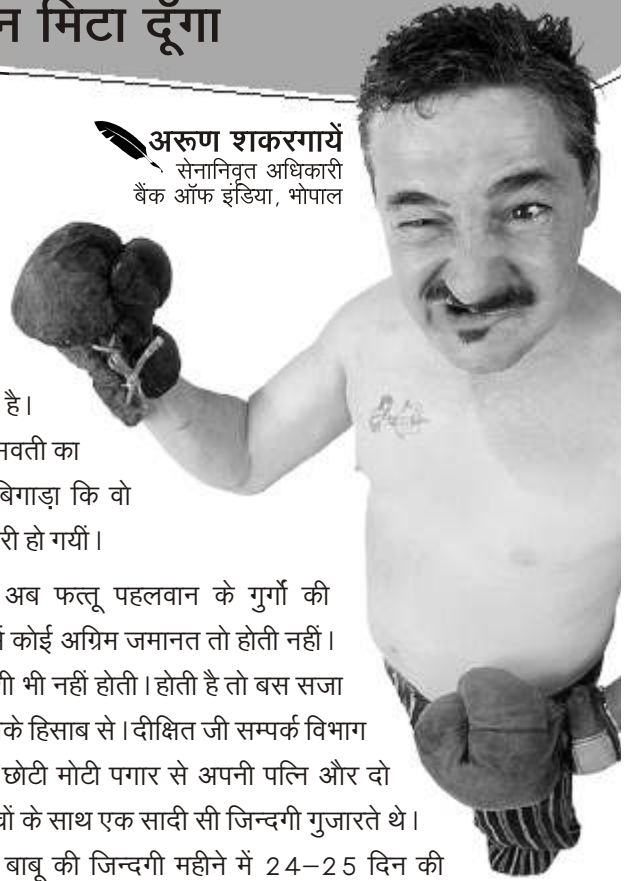 मिटा दूँगा
अरूण शकरगायें
सेनानिवृत अधिकारी
बैंक ऑफ इंडिया, भोपाल
है।
का
बिगाड़ा कि वो
हो गयीं।
अब फत्तू पहलवान के गुर्गो की
कोई अग्रिम जमानत तो होती नहीं।
भी नहीं होती। होती है तो बस सजा
के हिसाब से। दीक्षित जी सम्पर्क विभाग
छोटी मोटी पगार से अपनी पत्नि और दो
के साथ एक सादी सी जिन्दगी गुजारते थे।
बाबू की जिन्दगी महीने में 24–25 दिन की